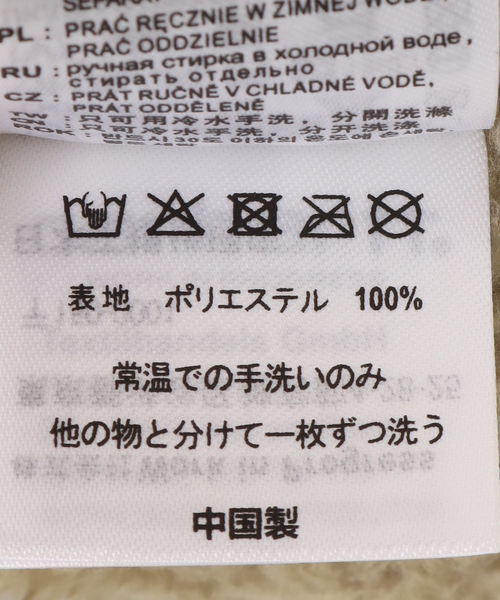 PL : PRAĆ RĘCZNIE W ZIMNEJ
PRAĆ ODDZIELNIE
RU : ручная стирка в холодной воде,
стирать отдельно
CZ : PRÁT RUČNĚ V CHLADNÉ VODĚ,
PRÁT ODDĚLENĚ
TW : 只可用冷水手洗，分開洗滌
只可用冷水手洗，分开洗涤
表地 ポリエステル 100%
常温での手洗いのみ
他の物と分けて一枚ずつ洗う
中国製